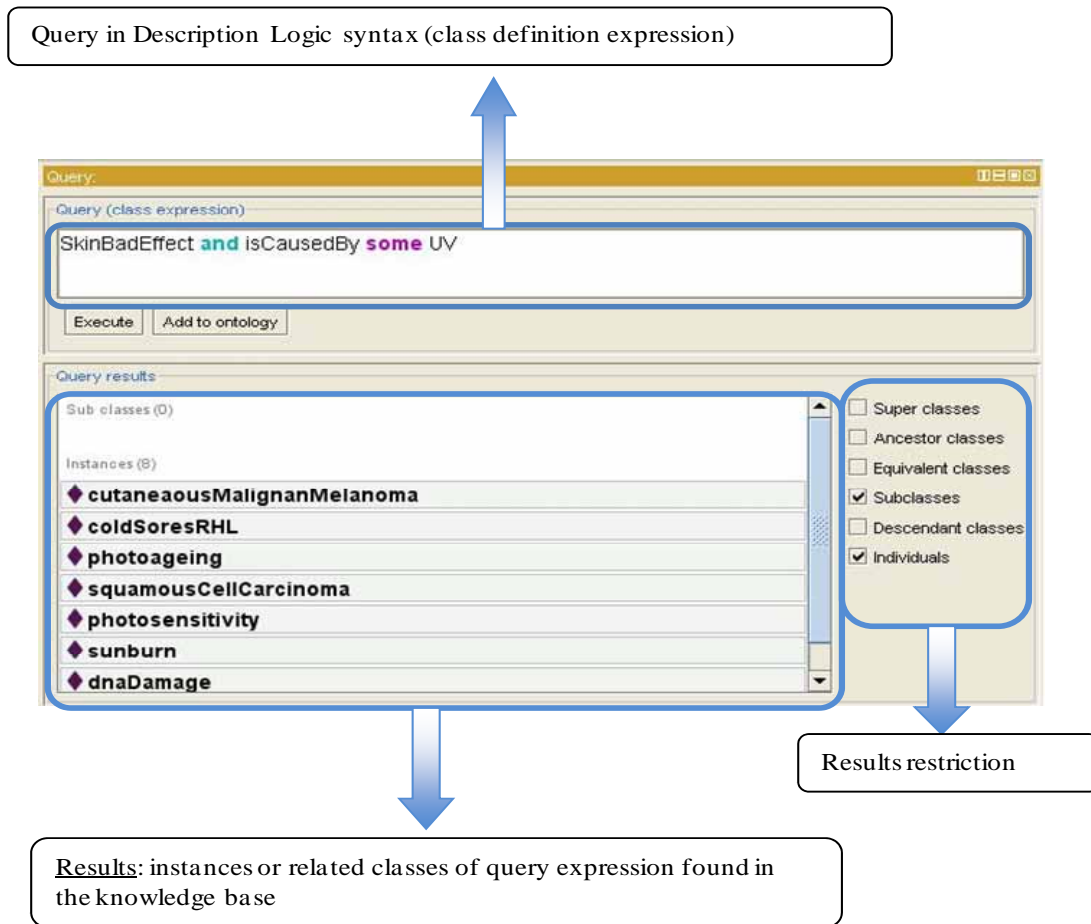 Query in Description Logic syntax (class definition expression)
Query:
Query (class expression)
SkinBadEffect and isCausedBy some UV
Execute
Add to ontology
Query results
Sub classes (0)
Instances (8)
cutaneaousMalignanMelanoma
coldSoresRHL
photoageing
squamousCellCarcinoma
photosensitivity
sunburn
dnaDamage
Super classes
Ancestor classes
Equivalent classes
Subclasses
Descendant classes
Individuals
Results restriction
Results: instances or related classes of query expression found in
the knowledge base